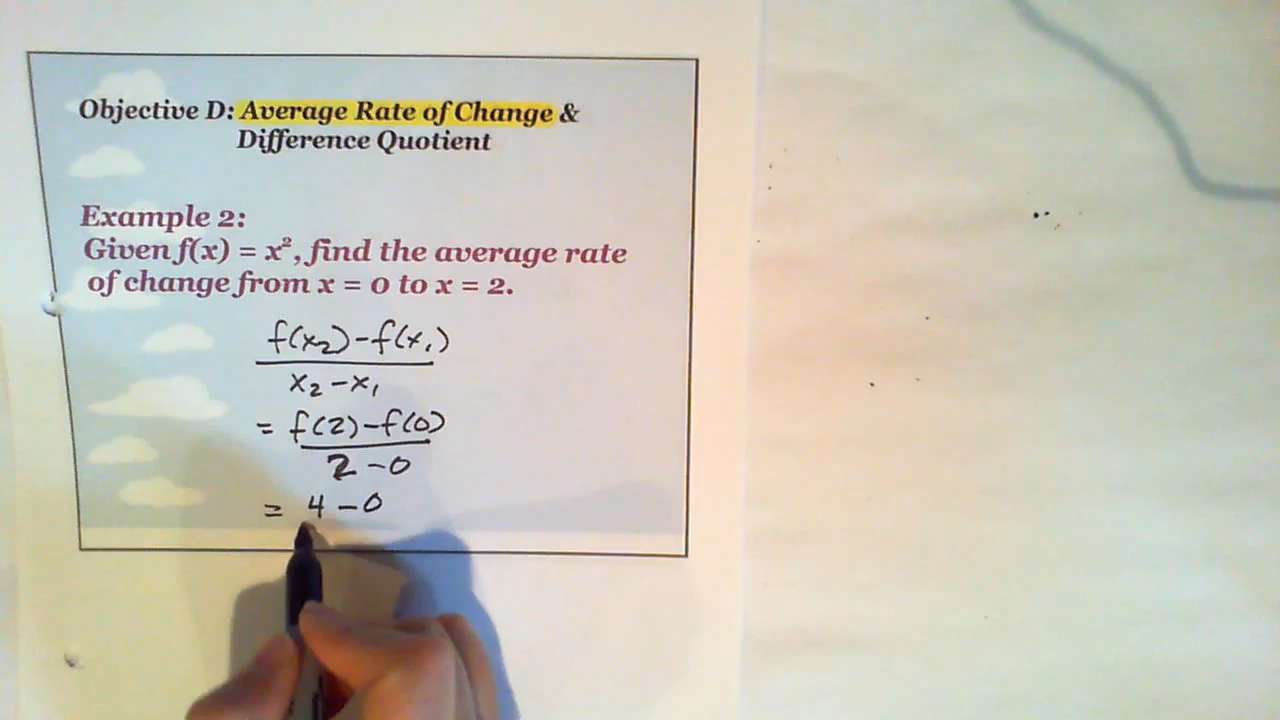 Objective D: Average Rate of Change &
Difference Quotient
Example 2:
Given f(x) = x², find the average rate
of change from x = 0 to x = 2.
f(x₂)-f(x₁)
x₂-x₁
= f(2)-f(0)
2-0
= 4-0